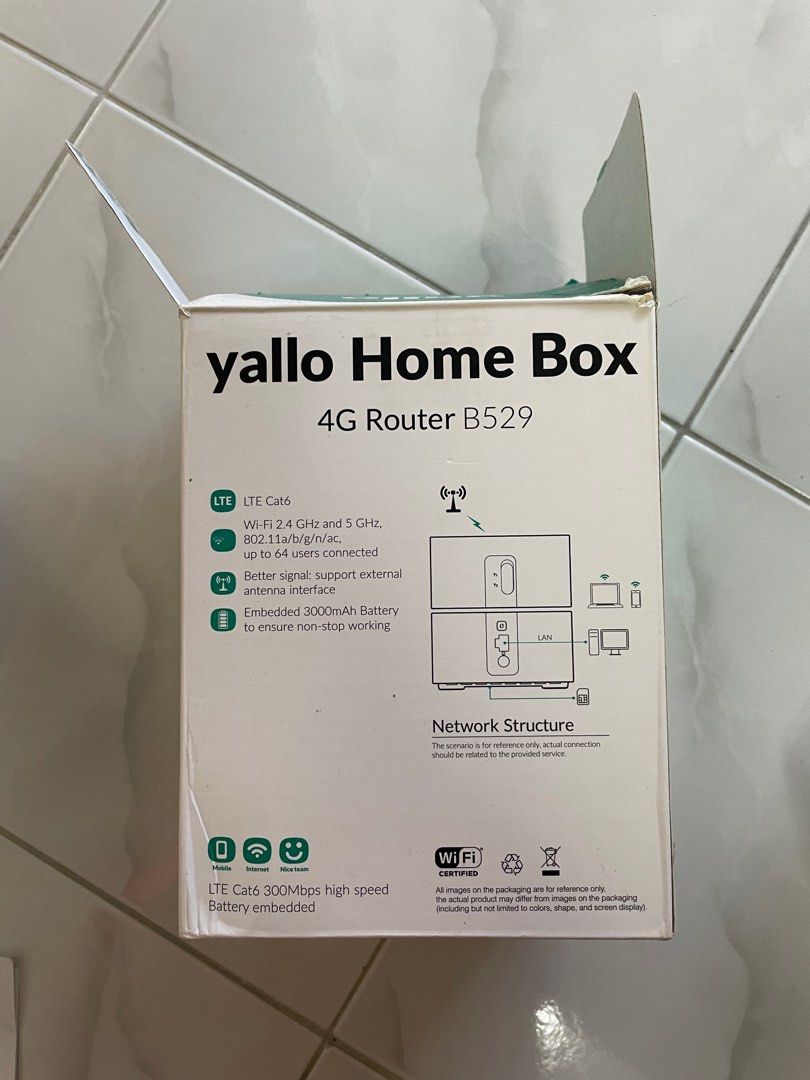 yallo Home Box
4G Router B529
LTE
LTE Cat6
Wi-Fi 2.4 GHz and 5 GHz,
802.11a/b/g/n/ac,
up to 64 users connected
Better signal: support external
antenna interface
Embedded 3000mAh Battery
to ensure non-stop working
LAN
Network Structure
The scenario is for reference only, actual connection
should be related to the provided service.
Mobile
Internet
Nice team
LTE Cat6 300Mbps high speed
Battery embedded
Wi Fi
CERTIFIED
All images on the packaging are for reference only,
the actual product may differ from images on the packaging
(including but not limited to colors, shape, and screen display).